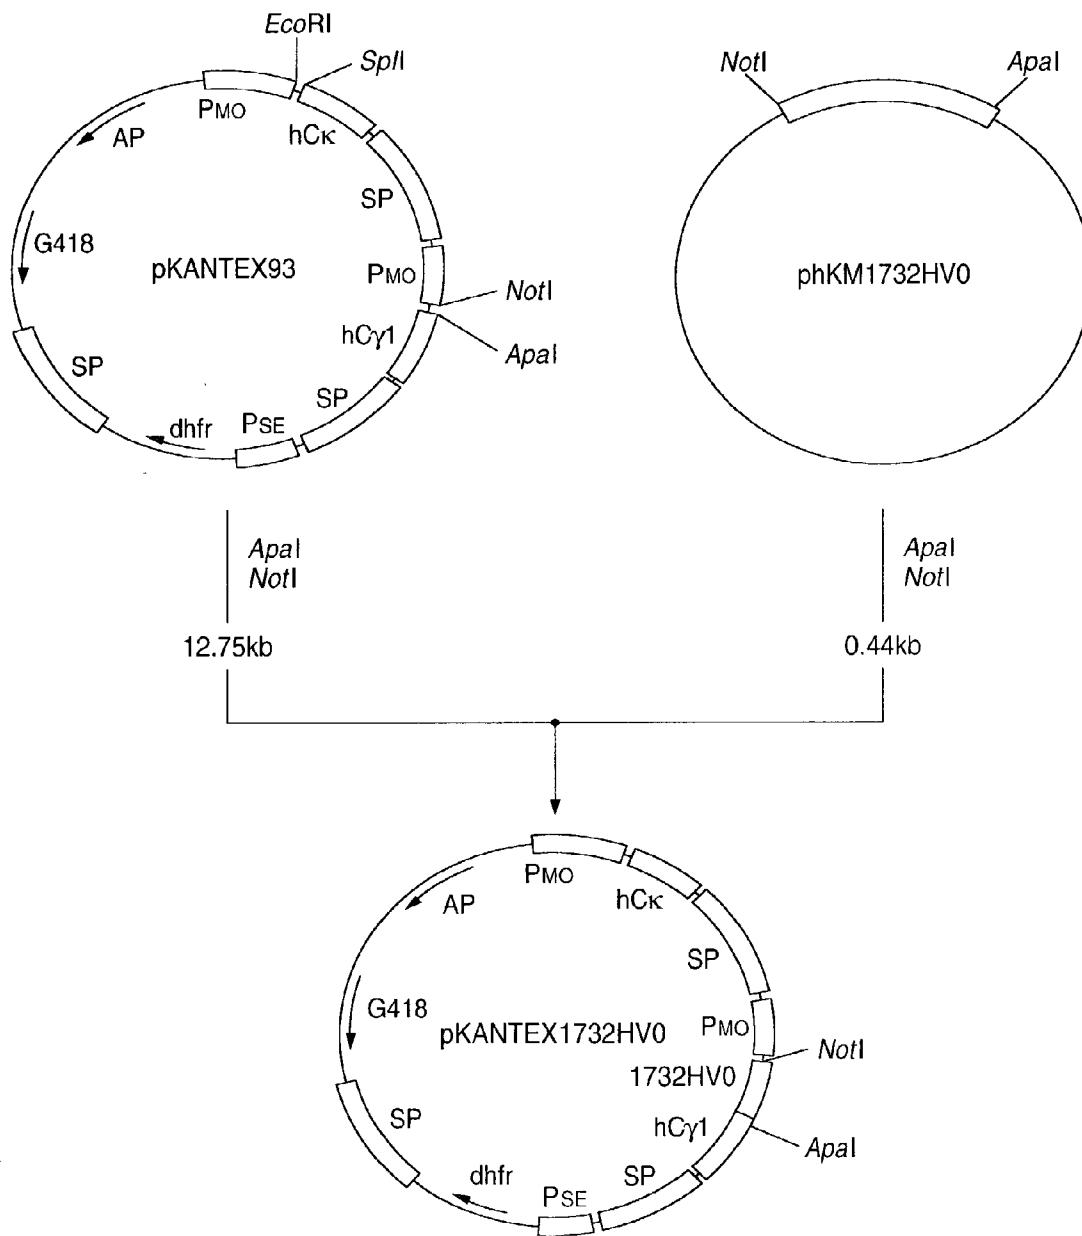 EcoRI
SplI
PMO
hCκ
AP
SP
G418
pKANTEX93
PMO
NotI
hCγ1
ApaI
SP
SP
dhfr
PSE
NotI
ApaI
phKM1732HV0
ApaI
NotI
12.75kb
ApaI
NotI
0.44kb
PMO
hCκ
AP
SP
G418
pKANTEX1732HV0
PMO
NotI
1732HV0
hCγ1
ApaI
SP
SP
dhfr
PSE